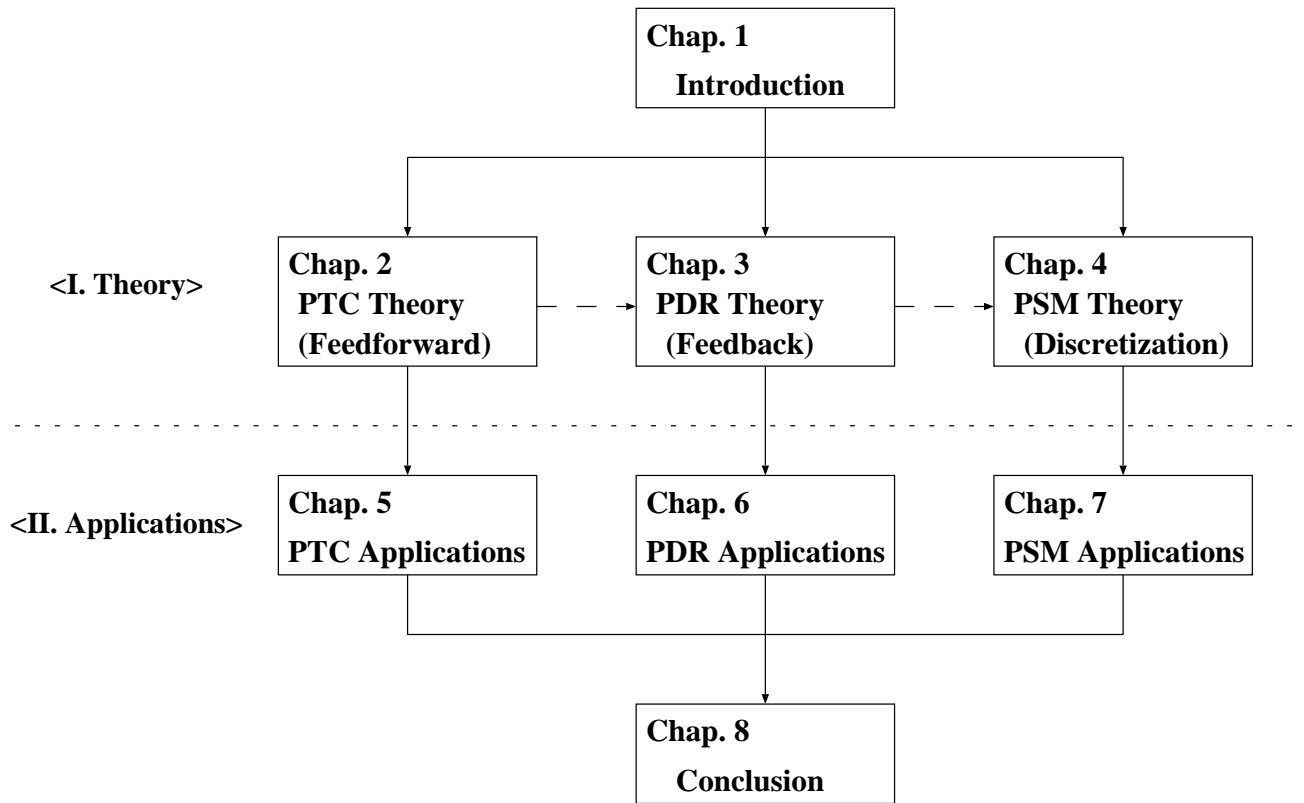 Chap. 1
Introduction
<I. Theory>
Chap. 2
PTC Theory
(Feedforward)
Chap. 3
PDR Theory
(Feedback)
Chap. 4
PSM Theory
(Discretization)
<II. Applications>
Chap. 5
PTC Applications
Chap. 6
PDR Applications
Chap. 7
PSM Applications
Chap. 8
Conclusion